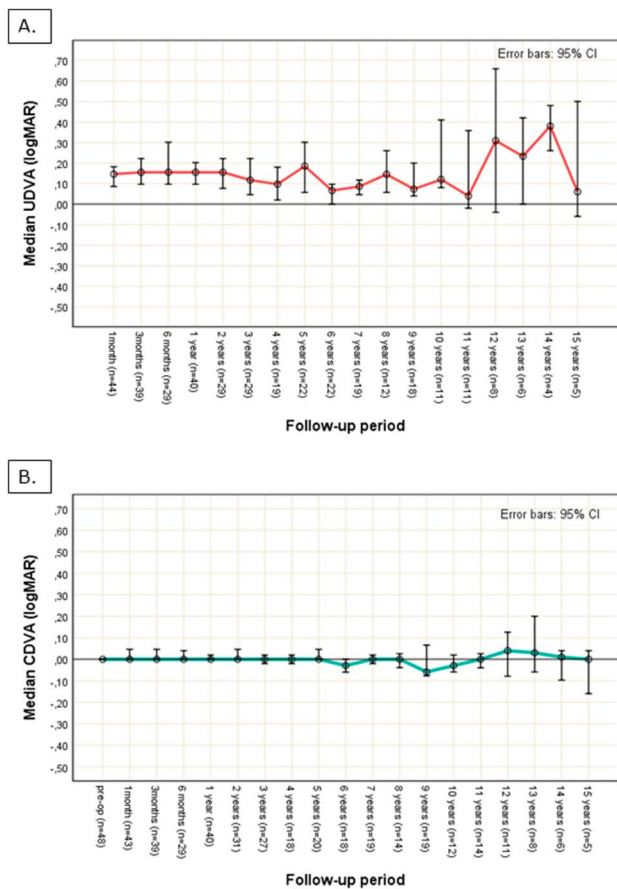 A.
Error bars: 95% CI
,70
,60
,50
,40
,30
,20
,10
,00
-,10
-,20
-,30
-,40
-,50
Median UDVA (logMAR)
1month (n=44)
3months (n=39)
6 months (n=29)
1 year (n=40)
2 years (n=29)
3 years (n=29)
4 years (n=19)
5 years (n=22)
6 years (n=22)
7 years (n=19)
8 years (n=12)
9 years (n=18)
10 years (n=11)
11 years (n=11)
12 years (n=8)
13 years (n=6)
14 years (n=4)
15 years (n=5)
Follow-up period
B.
Error bars: 95% CI
,70
,60
,50
,40
,30
,20
,10
,00
-,10
-,20
-,30
-,40
-,50
Median CDVA (logMAR)
pre-op (n=48)
1month (n=43)
3months (n=39)
6 months (n=29)
1 year (n=40)
2 years (n=31)
3 years (n=27)
4 years (n=18)
5 years (n=20)
6 years (n=18)
7 years (n=19)
8 years (n=14)
9 years (n=19)
10 years (n=12)
11 years (n=14)
12 years (n=11)
13 years (n=8)
14 years (n=6)
15 years (n=5)
Follow-up period